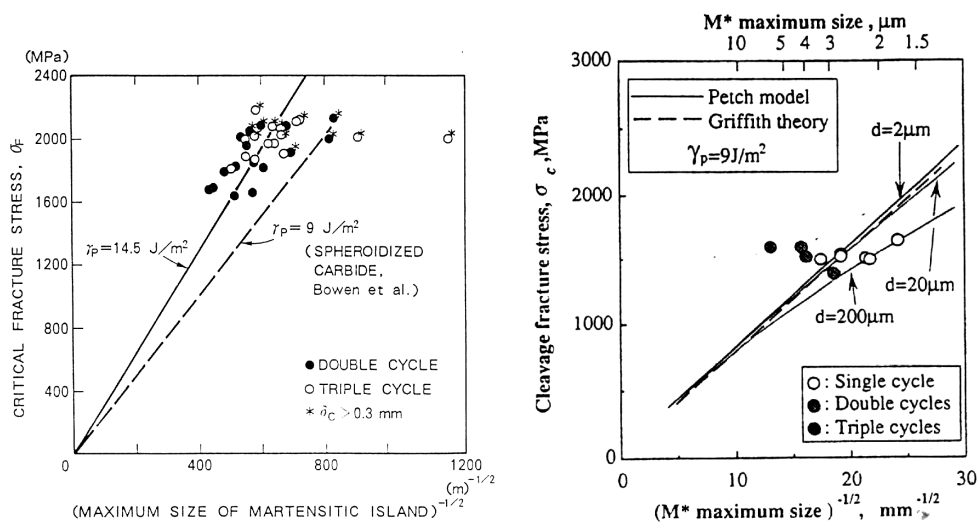 (MPa)
2400
2000
1600
1200
800
400
0
400
800
1200
(m)^-1/2
CRITICAL FRACTURE STRESS, σF
(MAXIMUM SIZE OF MARTENSITIC ISLAND)^-1/2
γP=14.5 J/m²
γP= 9 J/m²
(SPHEROIDIZED
CARBIDE,
Bowen et al.)
● DOUBLE CYCLE
○ TRIPLE CYCLE
* δC >0.3 mm
M* maximum size , μm
10 5 4 3 2 1.5
3000
2000
1000
0
0 10 20 30
Cleavage fracture stress, σc ,MPa
Petch model
Griffith theory
γp=9J/m²
d=2μm
d=20μm
d=200μm
○ : Single cycle
● : Double cycles
● : Triple cycles
(M* maximum size )^-1/2, mm^-1/2